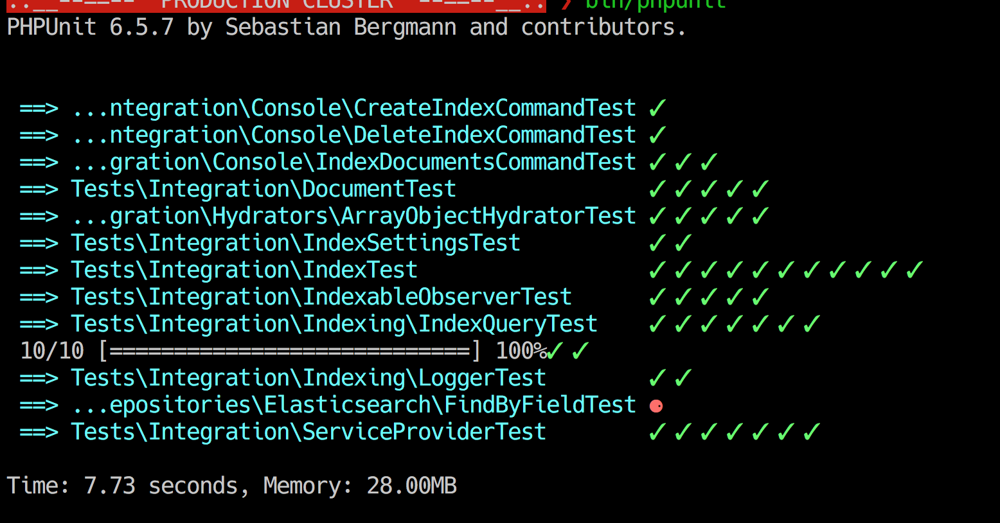 ..__--==-- PRODUCTION CLUSTER --==--__.. ❯ bin/phpunit
PHPUnit 6.5.7 by Sebastian Bergmann and contributors.
==> ...ntegration\Console\CreateIndexCommandTest ✓
==> ...ntegration\Console\DeleteIndexCommandTest ✓
==> ...gration\Console\IndexDocumentsCommandTest ✓ ✓ ✓
==> Tests\Integration\DocumentTest ✓ ✓ ✓ ✓ ✓
==> ...gration\Hydrators\ArrayObjectHydratorTest ✓ ✓ ✓ ✓ ✓
==> Tests\Integration\IndexSettingsTest ✓ ✓
==> Tests\Integration\IndexTest ✓ ✓ ✓ ✓ ✓ ✓ ✓ ✓ ✓ ✓ ✓
==> Tests\Integration\IndexableObserverTest ✓ ✓ ✓ ✓ ✓
==> Tests\Integration\Indexing\IndexQueryTest ✓ ✓ ✓ ✓ ✓ ✓ ✓
10/10 [============================] 100%✓ ✓
==> Tests\Integration\Indexing\LoggerTest ✓ ✓
==> ...epositories\Elasticsearch\FindByFieldTest ⚈
==> Tests\Integration\ServiceProviderTest ✓ ✓ ✓ ✓ ✓ ✓ ✓
Time: 7.73 seconds, Memory: 28.00MB